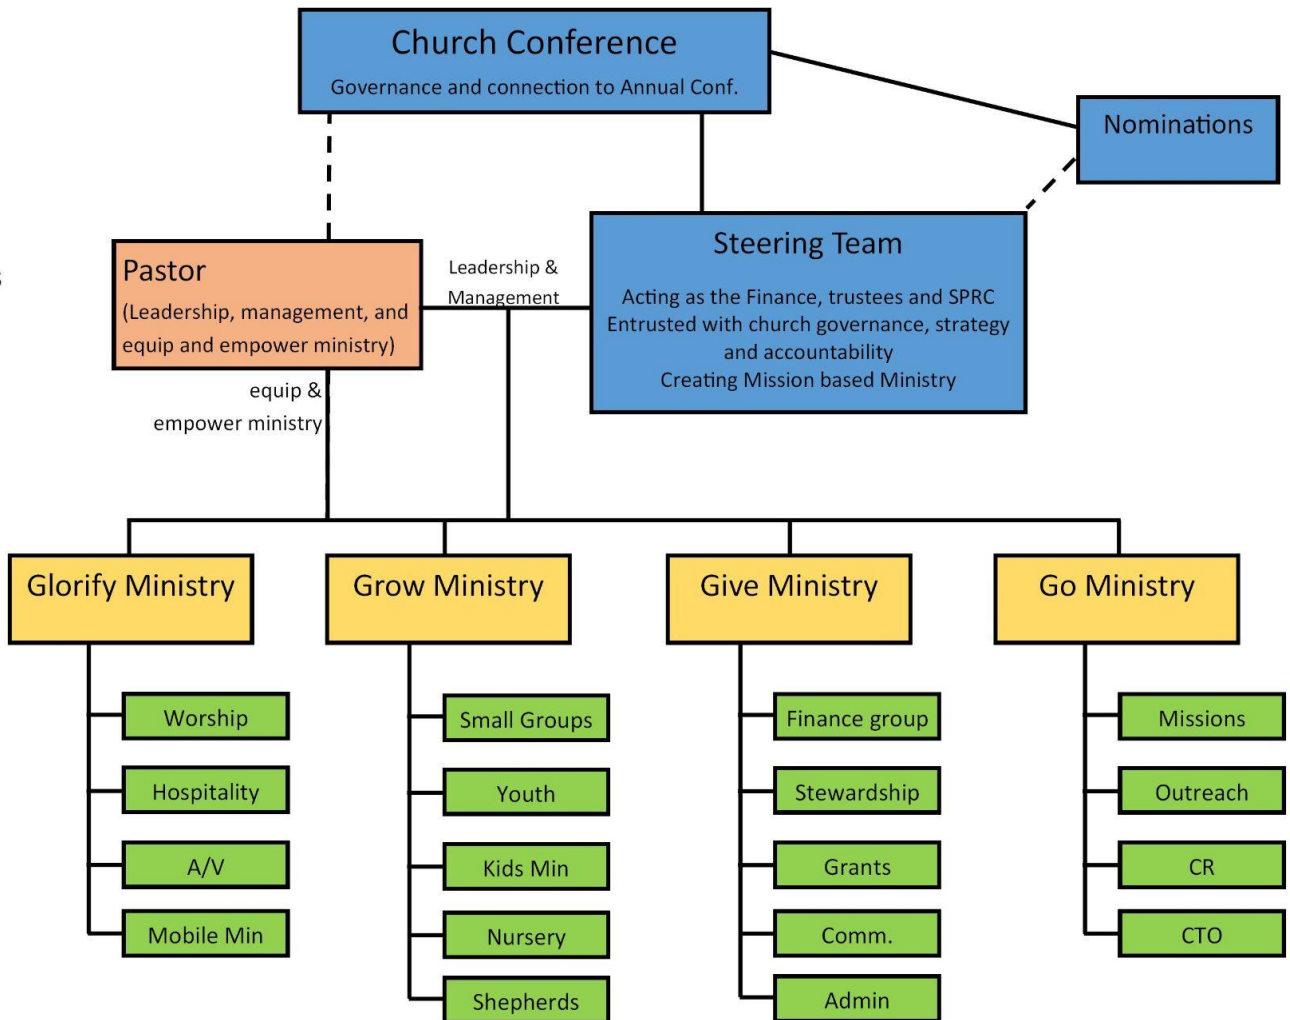 Church Conference
Governance and connection to Annual Conf.
Nominations
Steering Team
Acting as the Finance, trustees and SPRC
Entrusted with church governance, strategy
and accountability
Creating Mission based Ministry
Leadership &
Management
Pastor
(Leadership, management, and
equip and empower ministry)
equip &
empower ministry
Glorify Ministry
Worship
Hospitality
A/V
Mobile Min
Grow Ministry
Small Groups
Youth
Kids Min
Nursery
Shepherds
Give Ministry
Finance group
Stewardship
Grants
Comm.
Admin
Go Ministry
Missions
Outreach
CR
CTO